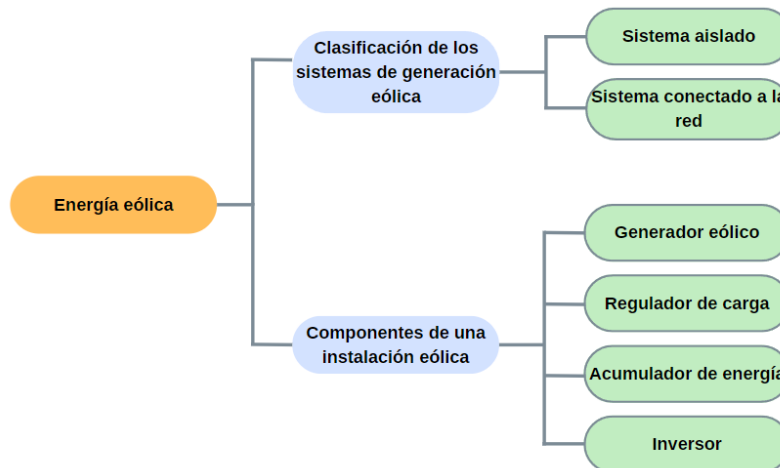 Energía eólica
Clasificación de los
sistemas de generación
eólica
Sistema aislado
Sistema conectado a la
red
Componentes de una
instalación eólica
Generador eólico
Regulador de carga
Acumulador de energía
Inversor